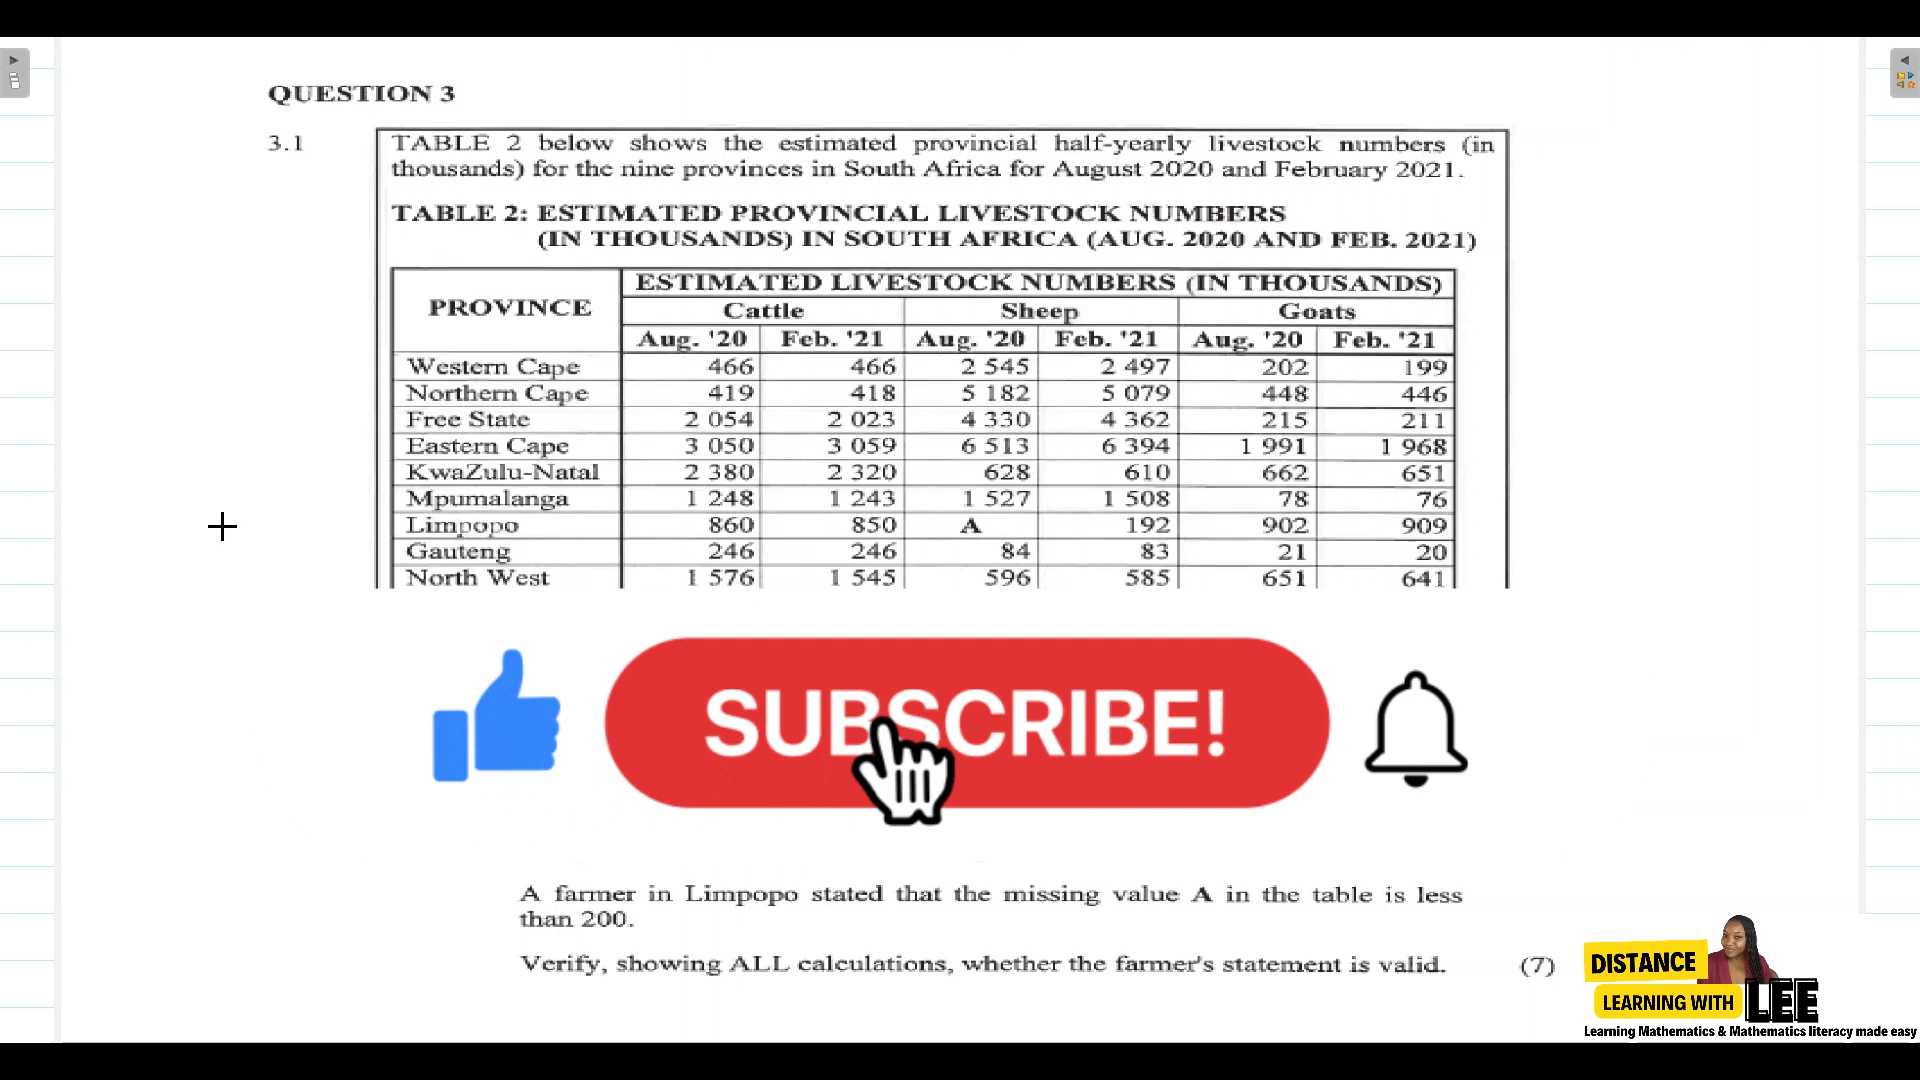 QUESTION 3
3.1
TABLE 2 below shows the estimated provincial half-yearly livestock numbers (in
thousands) for the nine provinces in South Africa for August 2020 and February 2021.
TABLE 2: ESTIMATED PROVINCIAL LIVESTOCK NUMBERS
(IN THOUSANDS) IN SOUTH AFRICA (AUG. 2020 AND FEB. 2021)
PROVINCE ESTIMATED LIVESTOCK NUMBERS (IN THOUSANDS)
Cattle Sheep Goats
Aug. '20 Feb. '21 Aug. '20 Feb. '21 Aug. '20 Feb. '21
Western Cape 466 466 2 545 2 497 202 199
Northern Cape 419 418 5 182 5 079 448 446
Free State 2 054 2 023 4 330 4 362 215 211
Eastern Cape 3 050 3 059 6 513 6 394 1 991 1 968
KwaZulu-Natal 2 380 2 320 628 610 662 651
Mpumalanga 1 248 1 243 1 527 1 508 78 76
Limpopo 860 850 A 192 902 909
Gauteng 246 246 84 83 21 20
North West 1 576 1 545 596 585 651 641
SUBSCRIBE!
A farmer in Limpopo stated that the missing value A in the table is less
than 200.
Verify, showing ALL calculations, whether the farmer's statement is valid. (7)
DISTANCE
LEARNING WITH LEE
Learning Mathematics & Mathematics literacy made easy